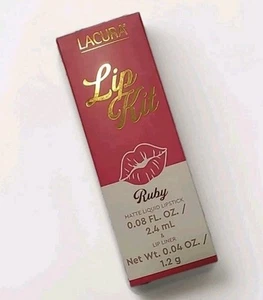 LACURA
Lip
Kit
Ruby
MATTE LIQUID LIPSTICK
0.08 FL. OZ. /
2.4 mL
&
LIP LINER
Net Wt. 0.04 OZ. /
1.2 g